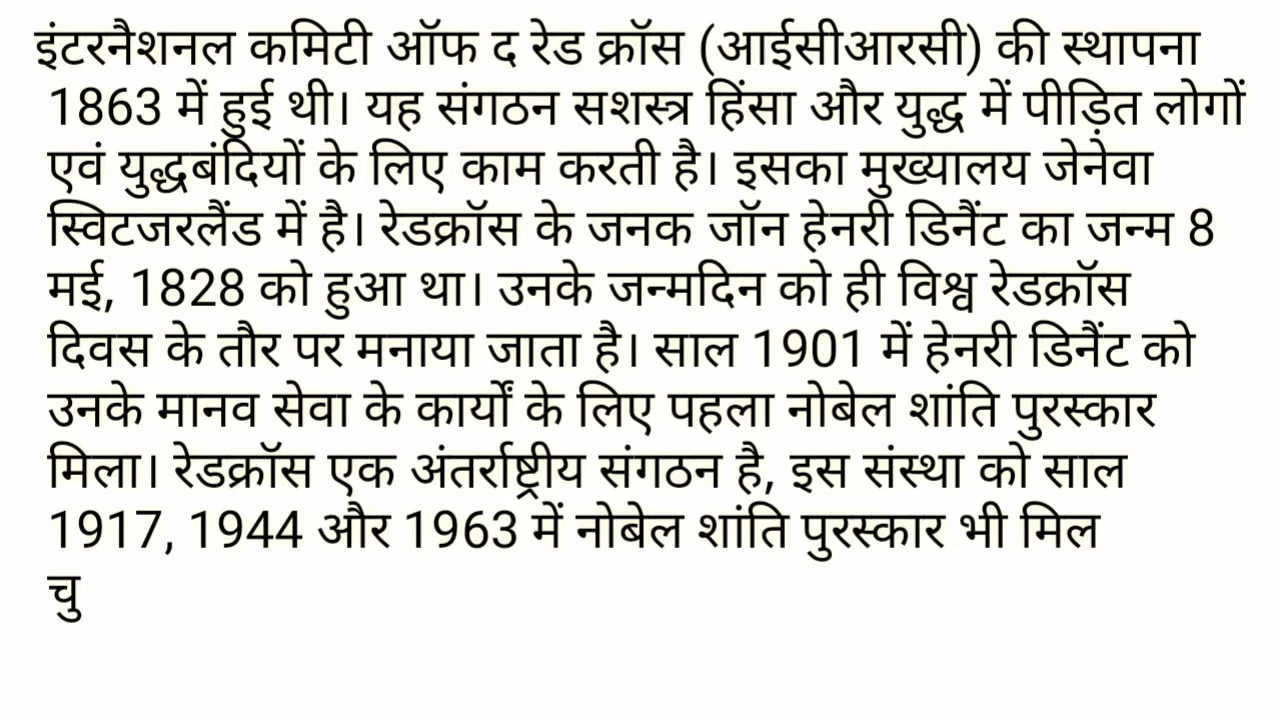 इंटरनैशनल कमिटी ऑफ द रेड क्रॉस (आईसीआरसी) की स्थापना
1863 में हुई थी। यह संगठन सशस्त्र हिंसा और युद्ध में पीड़ित लोगों
एवं युद्धबंदियों के लिए काम करती है। इसका मुख्यालय जेनेवा
स्विटजरलैंड में है। रेडक्रॉस के जनक जॉन हेनरी डिनैंट का जन्म 8
मई, 1828 को हुआ था। उनके जन्मदिन को ही विश्व रेडक्रॉस
दिवस के तौर पर मनाया जाता है। साल 1901 में हेनरी डिनैंट को
उनके मानव सेवा के कार्यों के लिए पहला नोबेल शांति पुरस्कार
मिला। रेडक्रॉस एक अंतर्राष्ट्रीय संगठन है, इस संस्था को साल
1917, 1944 और 1963 में नोबेल शांति पुरस्कार भी मिल
चु